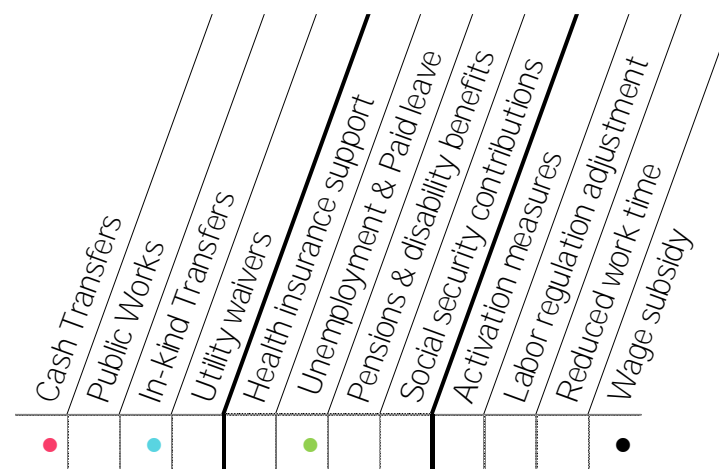 Cash Transfers
Public Works
In-kind Transfers
Utility waivers
Health insurance support
Unemployment & Paid leave
Pensions & disability benefits
Social security contributions
Activation measures
Labor regulation adjustment
Reduced work time
Wage subsidy